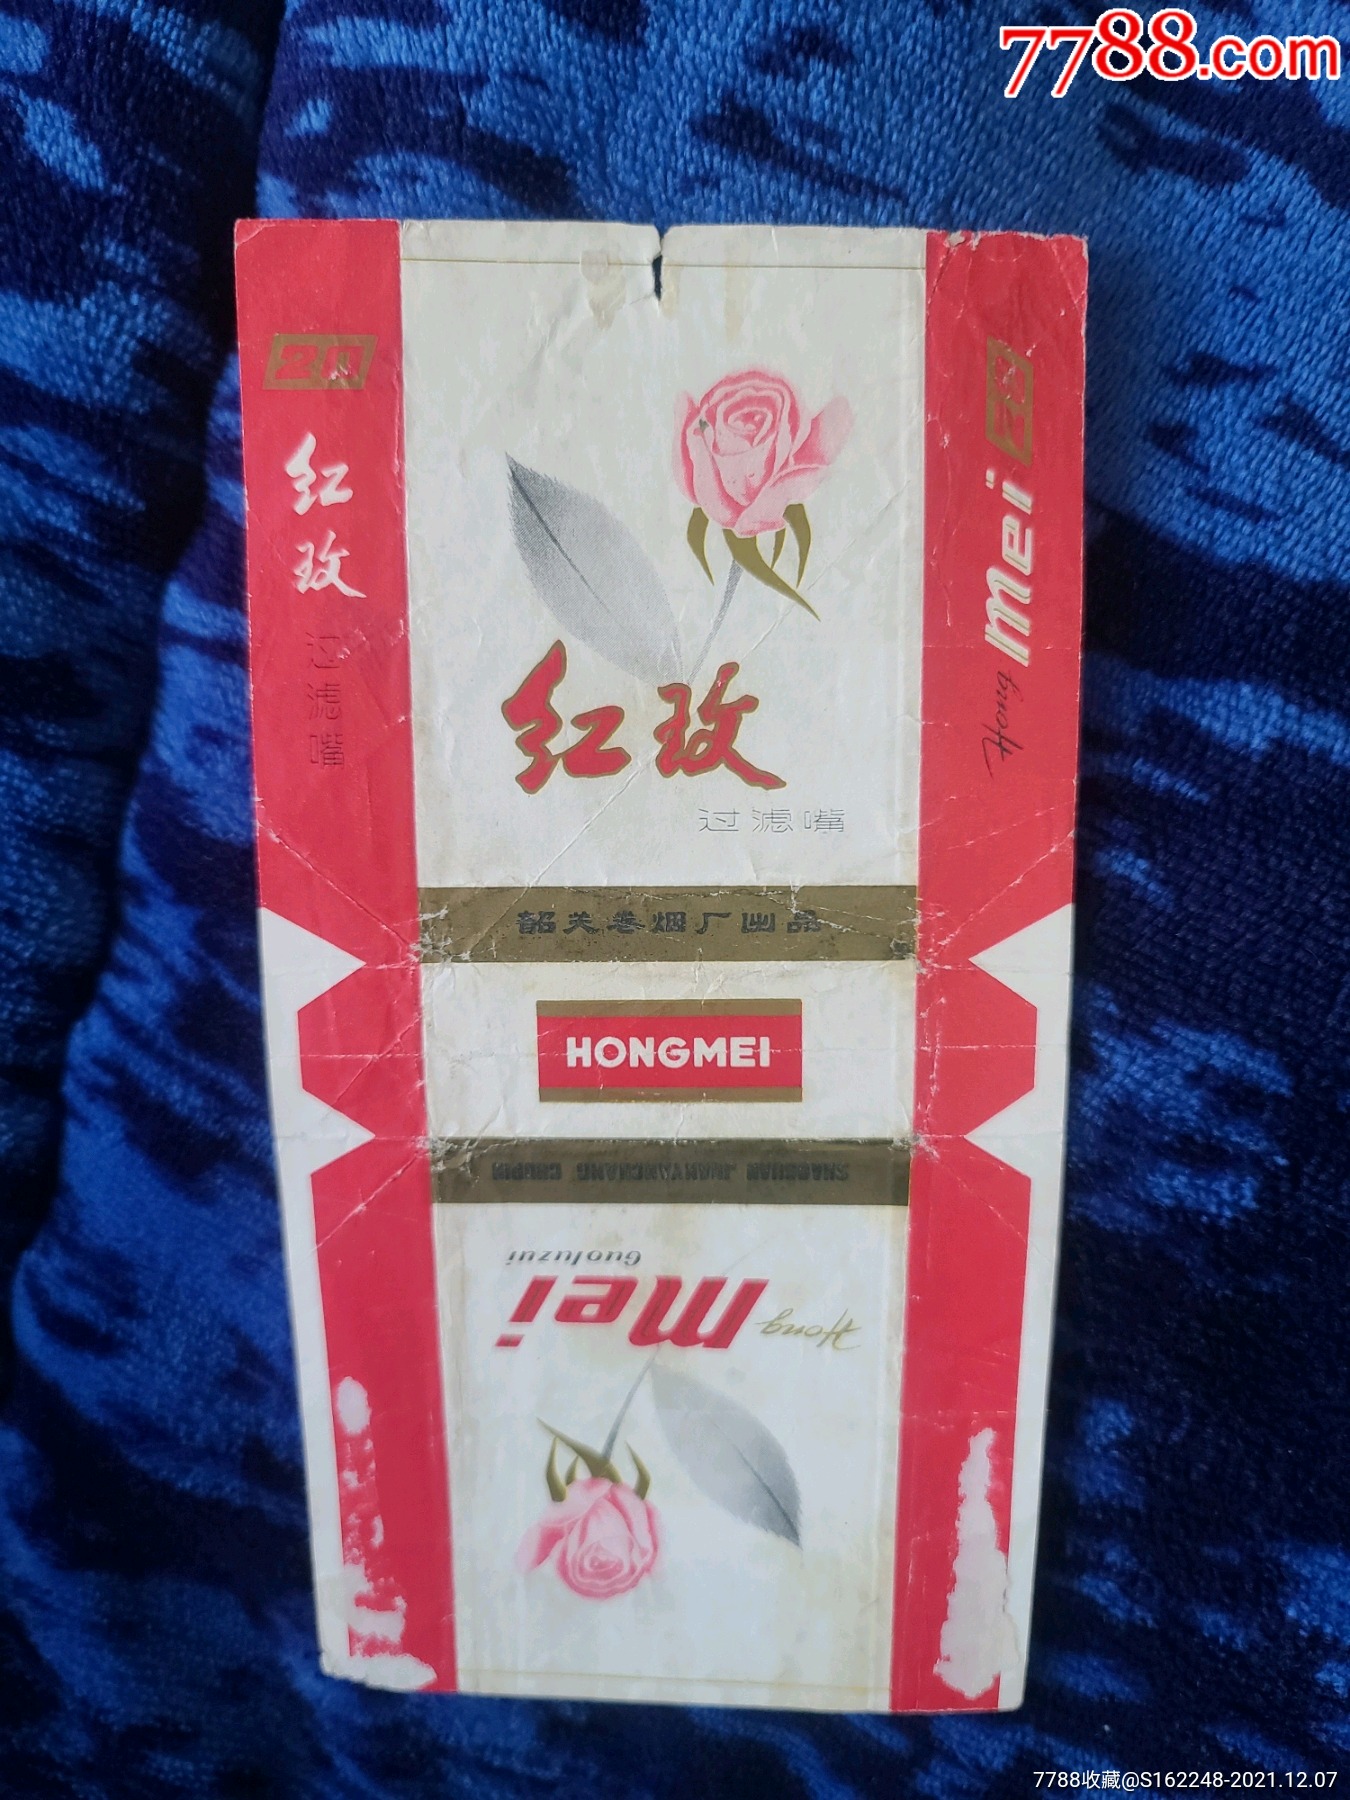 7788.com
20
红玫
过滤嘴
红玫
过滤嘴
20
Hong mei
韶关卷烟厂出品
HONGMEI
SHAOGUAN JUANYANCHANG CHUPIN
Guoluzui
Hong mei
7788收藏@S162248-2021.12.07